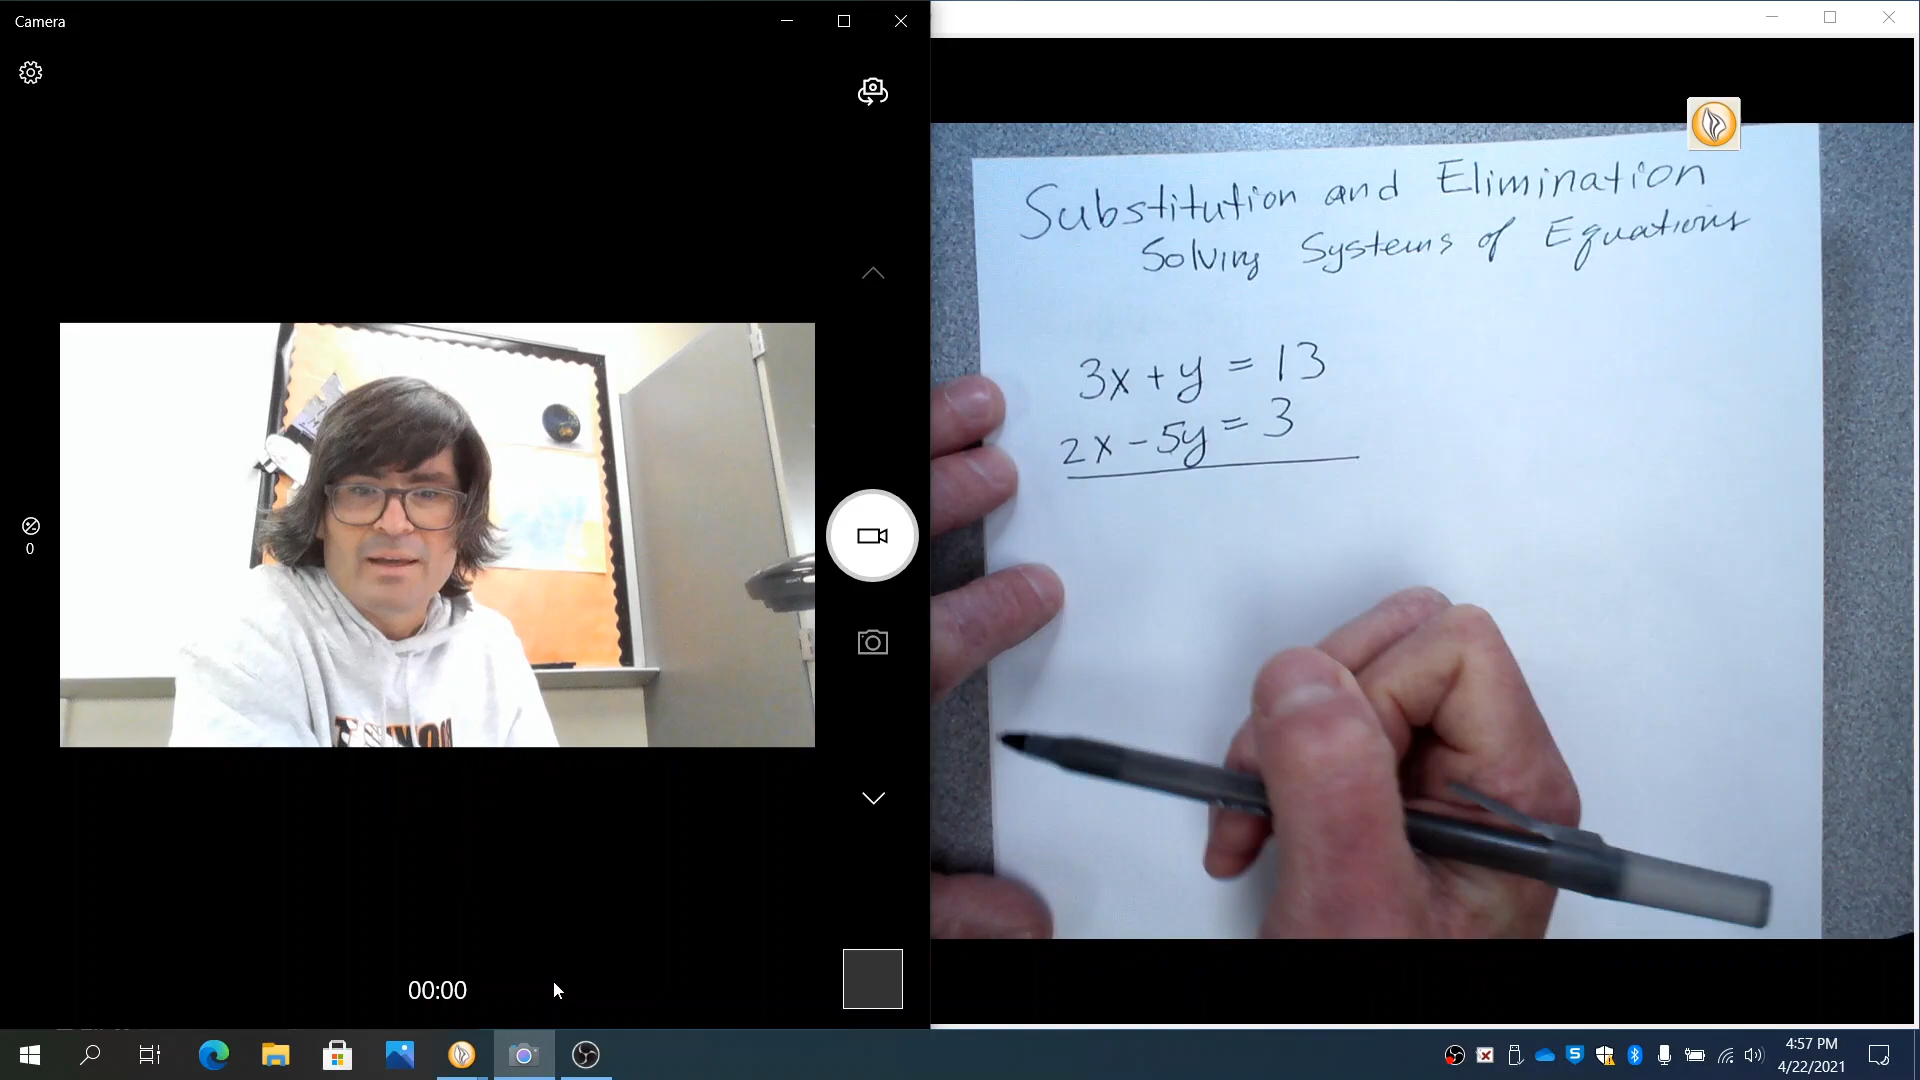 Camera
Substitution and Elimination
Solving Systems of Equations
3x + y = 13
2x - 5y = 3
0
00:00
4:57 PM
4/22/2021